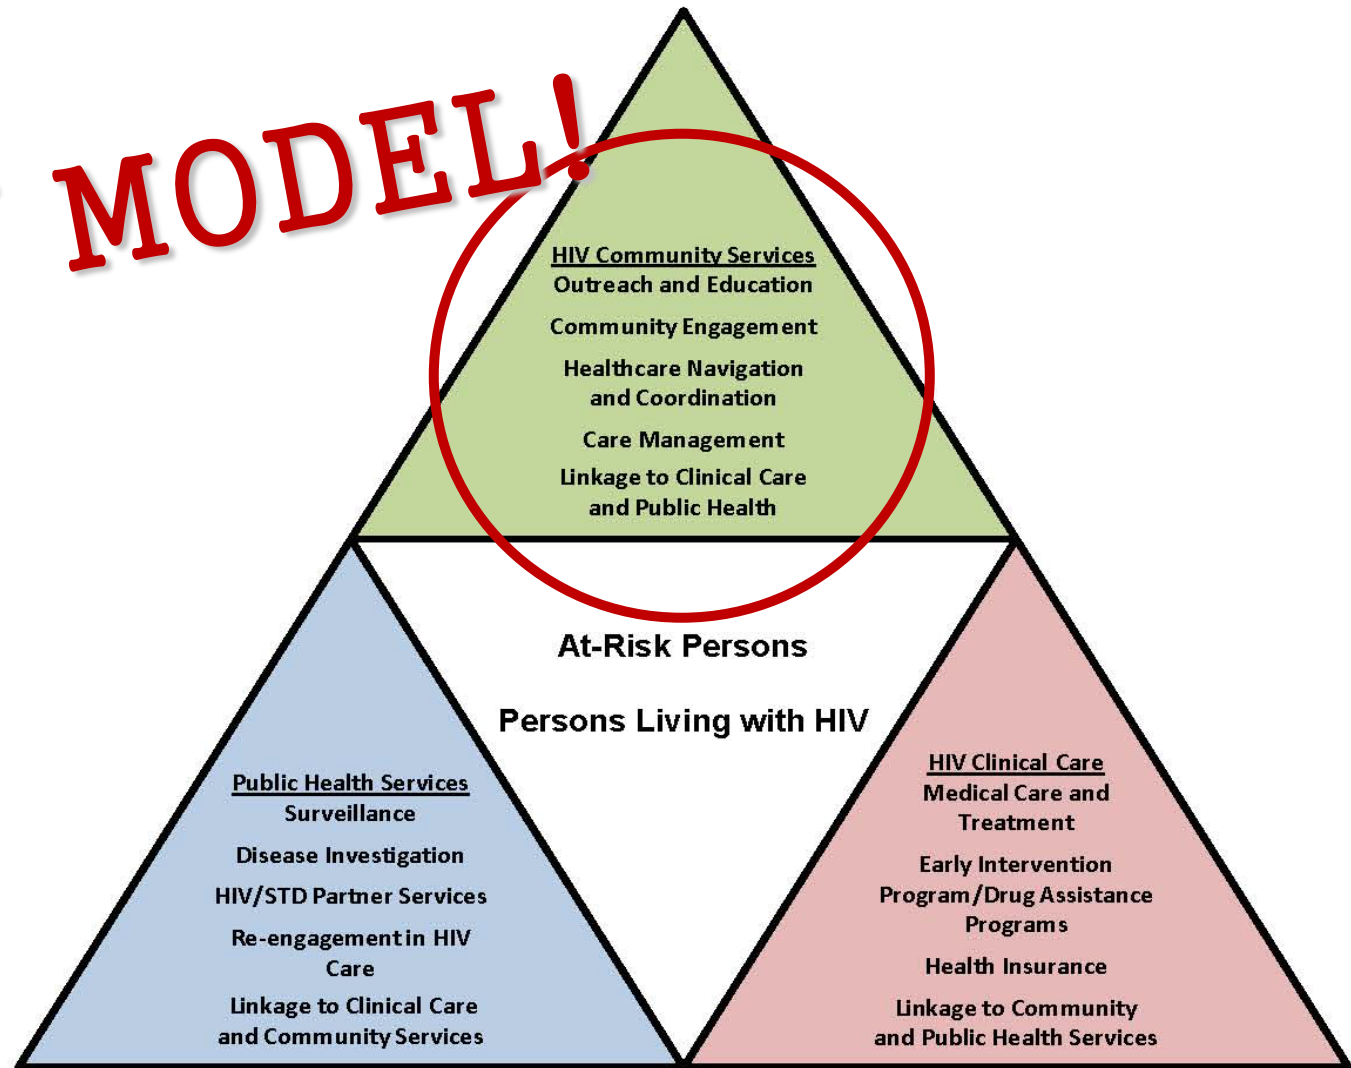 MODEL!
HIV Community Services
Outreach and Education
Community Engagement
Healthcare Navigation
and Coordination
Care Management
Linkage to Clinical Care
and Public Health
At-Risk Persons
Persons Living with HIV
Public Health Services
Surveillance
Disease Investigation
HIV/STD Partner Services
Re-engagement in HIV
Care
Linkage to Clinical Care
and Community Services
HIV Clinical Care
Medical Care and
Treatment
Early Intervention
Program/Drug Assistance
Programs
Health Insurance
Linkage to Community
and Public Health Services